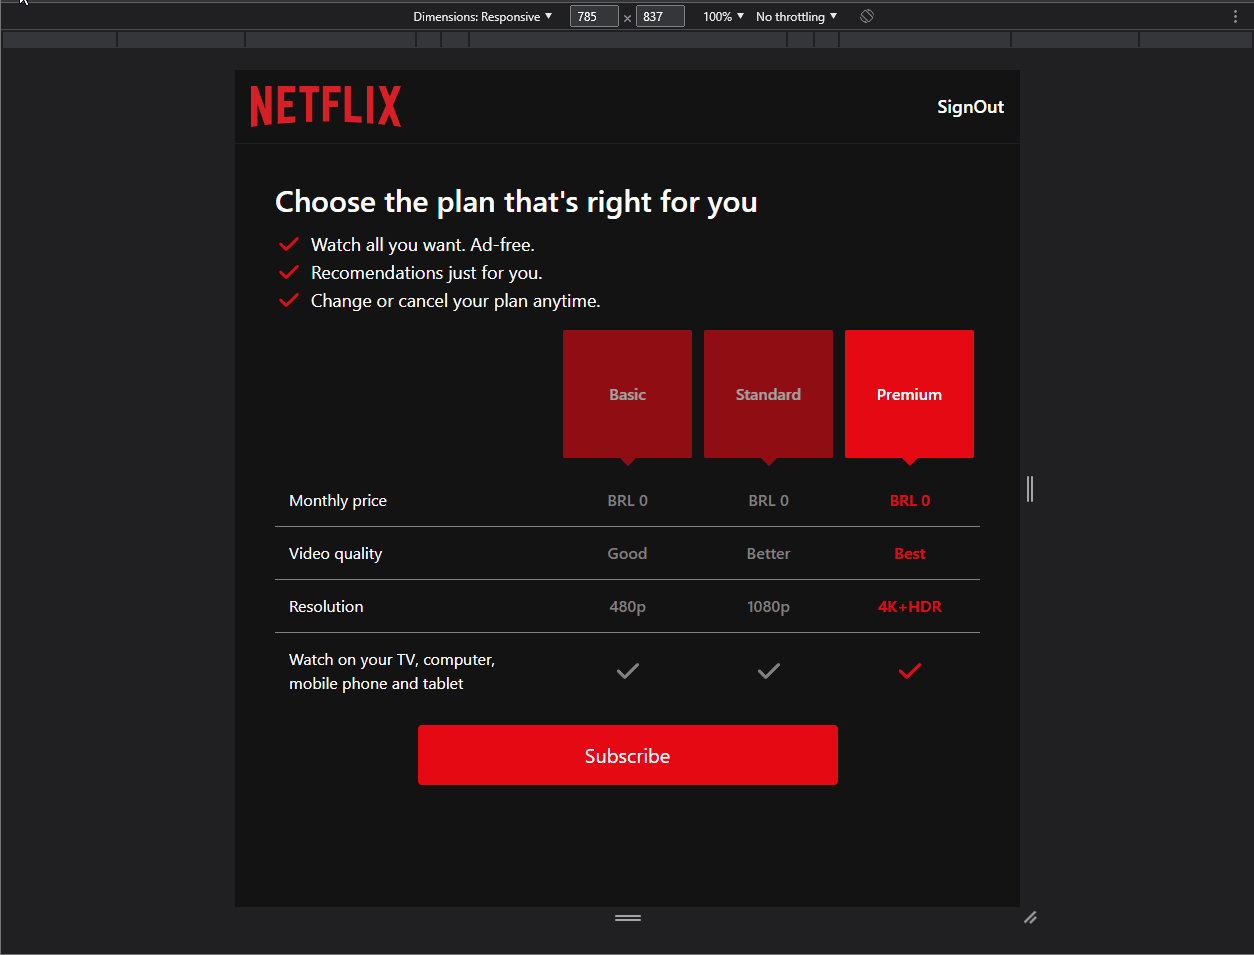 Dimensions: Responsive 785 × 837 100% No throttling
NETFLIX
SignOut
Choose the plan that's right for you
Watch all you want. Ad-free.
Recomendations just for you.
Change or cancel your plan anytime.
Basic Standard Premium
Monthly price BRL 0 BRL 0 BRL 0
Video quality Good Better Best
Resolution 480p 1080p 4K+HDR
Watch on your TV, computer,
mobile phone and tablet
Subscribe